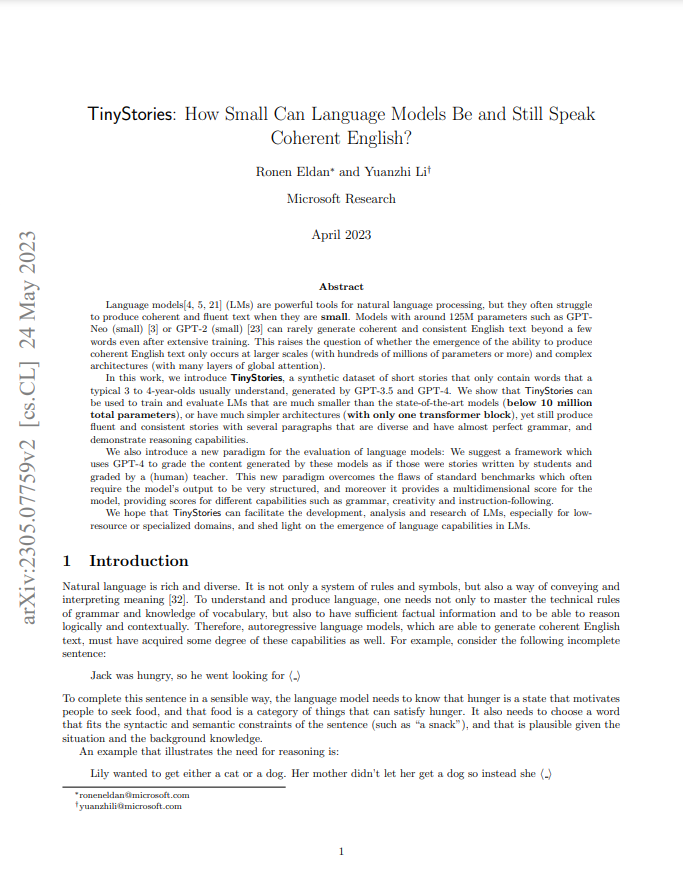 TinyStories: How Small Can Language Models Be and Still Speak
Coherent English?
Ronen Eldan* and Yuanzhi Li†
Microsoft Research
April 2023
arXiv:2305.07759v2 [cs.CL] 24 May 2023
Abstract
Language models[4, 5, 21] (LMs) are powerful tools for natural language processing, but they often struggle
to produce coherent and fluent text when they are small. Models with around 125M parameters such as GPT-
Neo (small) [3] or GPT-2 (small) [23] can rarely generate coherent and consistent English text beyond a few
words even after extensive training. This raises the question of whether the emergence of the ability to produce
coherent English text only occurs at larger scales (with hundreds of millions of parameters or more) and complex
architectures (with many layers of global attention).
In this work, we introduce TinyStories, a synthetic dataset of short stories that only contain words that a
typical 3 to 4-year-olds usually understand, generated by GPT-3.5 and GPT-4. We show that TinyStories can
be used to train and evaluate LMs that are much smaller than the state-of-the-art models (below 10 million
total parameters), or have much simpler architectures (with only one transformer block), yet still produce
fluent and consistent stories with several paragraphs that are diverse and have almost perfect grammar, and
demonstrate reasoning capabilities.
We also introduce a new paradigm for the evaluation of language models: We suggest a framework which
uses GPT-4 to grade the content generated by these models as if those were stories written by students and
graded by a (human) teacher. This new paradigm overcomes the flaws of standard benchmarks which often
require the model's output to be very structured, and moreover it provides a multidimensional score for the
model, providing scores for different capabilities such as grammar, creativity and instruction-following.
We hope that TinyStories can facilitate the development, analysis and research of LMs, especially for low-
resource or specialized domains, and shed light on the emergence of language capabilities in LMs.
1 Introduction
Natural language is rich and diverse. It is not only a system of rules and symbols, but also a way of conveying and
interpreting meaning [32]. To understand and produce language, one needs not only to master the technical rules
of grammar and knowledge of vocabulary, but also to have sufficient factual information and to be able to reason
logically and contextually. Therefore, autoregressive language models, which are able to generate coherent English
text, must have acquired some degree of these capabilities as well. For example, consider the following incomplete
sentence:
Jack was hungry, so he went looking for ⟨_⟩
To complete this sentence in a sensible way, the language model needs to know that hunger is a state that motivates
people to seek food, and that food is a category of things that can satisfy hunger. It also needs to choose a word
that fits the syntactic and semantic constraints of the sentence (such as “a snack”), and that is plausible given the
situation and the background knowledge.
An example that illustrates the need for reasoning is:
Lily wanted to get either a cat or a dog. Her mother didn't let her get a dog so instead she ⟨_⟩
*roneneldan@microsoft.com
†yuanzhili@microsoft.com
1